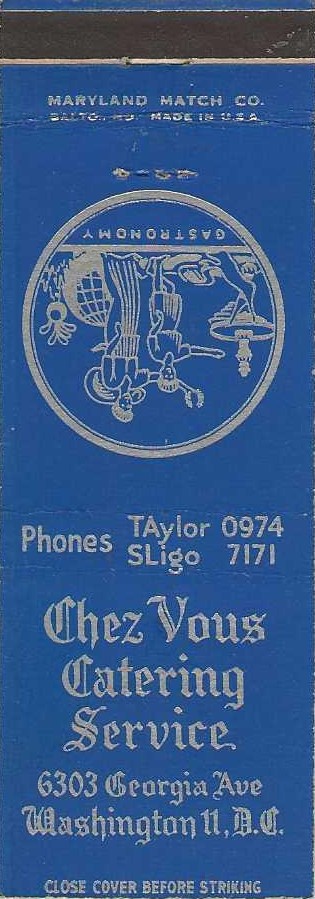 MARYLAND MATCH CO.
BALTO., MD. MADE IN U.S.A.
GASTRONOMY
Phones TAylor 0974
SLigo 7171
Chez Vous
Catering
Service
6303 Georgia Ave
Washington 11, D.C.
CLOSE COVER BEFORE STRIKING